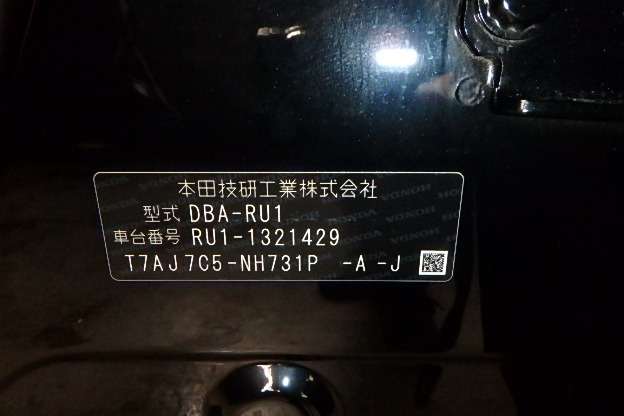 本田技研工業株式会社
型式 DBA-RU1
車台番号 RU1-1321429
T7AJ7C5-NH731P -A-J